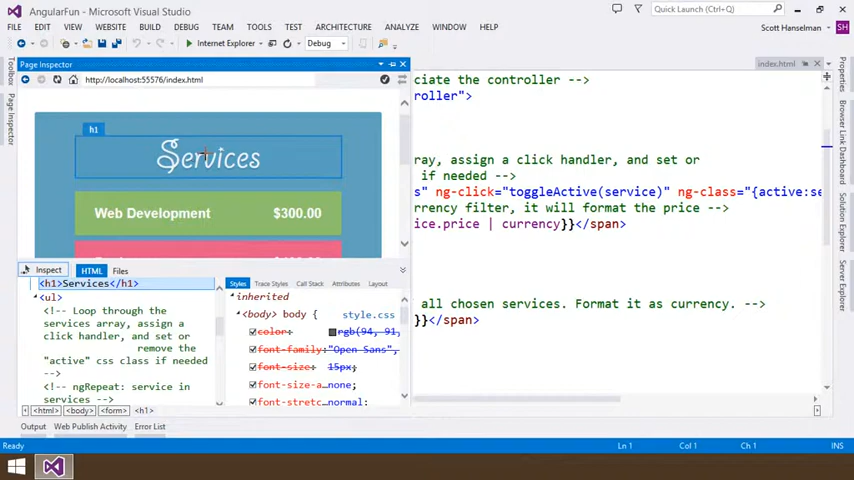 AngularFun - Microsoft Visual Studio
Quick Launch (Ctrl+Q)
FILE EDIT VIEW WEBSITE BUILD DEBUG TEAM TOOLS TEST ARCHITECTURE ANALYZE WINDOW HELP
Scott Hanselman SH
Internet Explorer Debug
Toolbox
Page Inspector
Page Inspector
http://localhost:55576/index.html
h1
Services
Web Development $300.00
Inspect HTML Files
<h1>Services</h1>
<ul>
<!-- Loop through the
services array, assign a
click handler, and set or
remove the
"active" css class if needed
-->
<!-- ngRepeat: service in
services -->
<html> <body> <form> <h1>
Styles Trace Styles Call Stack Attributes Layout
inherited
<body> body { style.css
color: rgb(94, 91,
font-family: "Open Sans",
font-size: 15px;
font-size-a...none;
font-stretc...normal;
index.html
ciate the controller -->
roller">
ray, assign a click handler, and set or
if needed -->
s" ng-click="toggleActive(service)" ng-class="{active:se
rrency filter, it will format the price -->
ice.price | currency}}</span>
all chosen services. Format it as currency. -->
}}</span>
Properties
Browser Link Dashboard
Solution Explorer
Server Explorer
Output Web Publish Activity Error List
Ready Ln 1 Col 1 Ch 1 INS